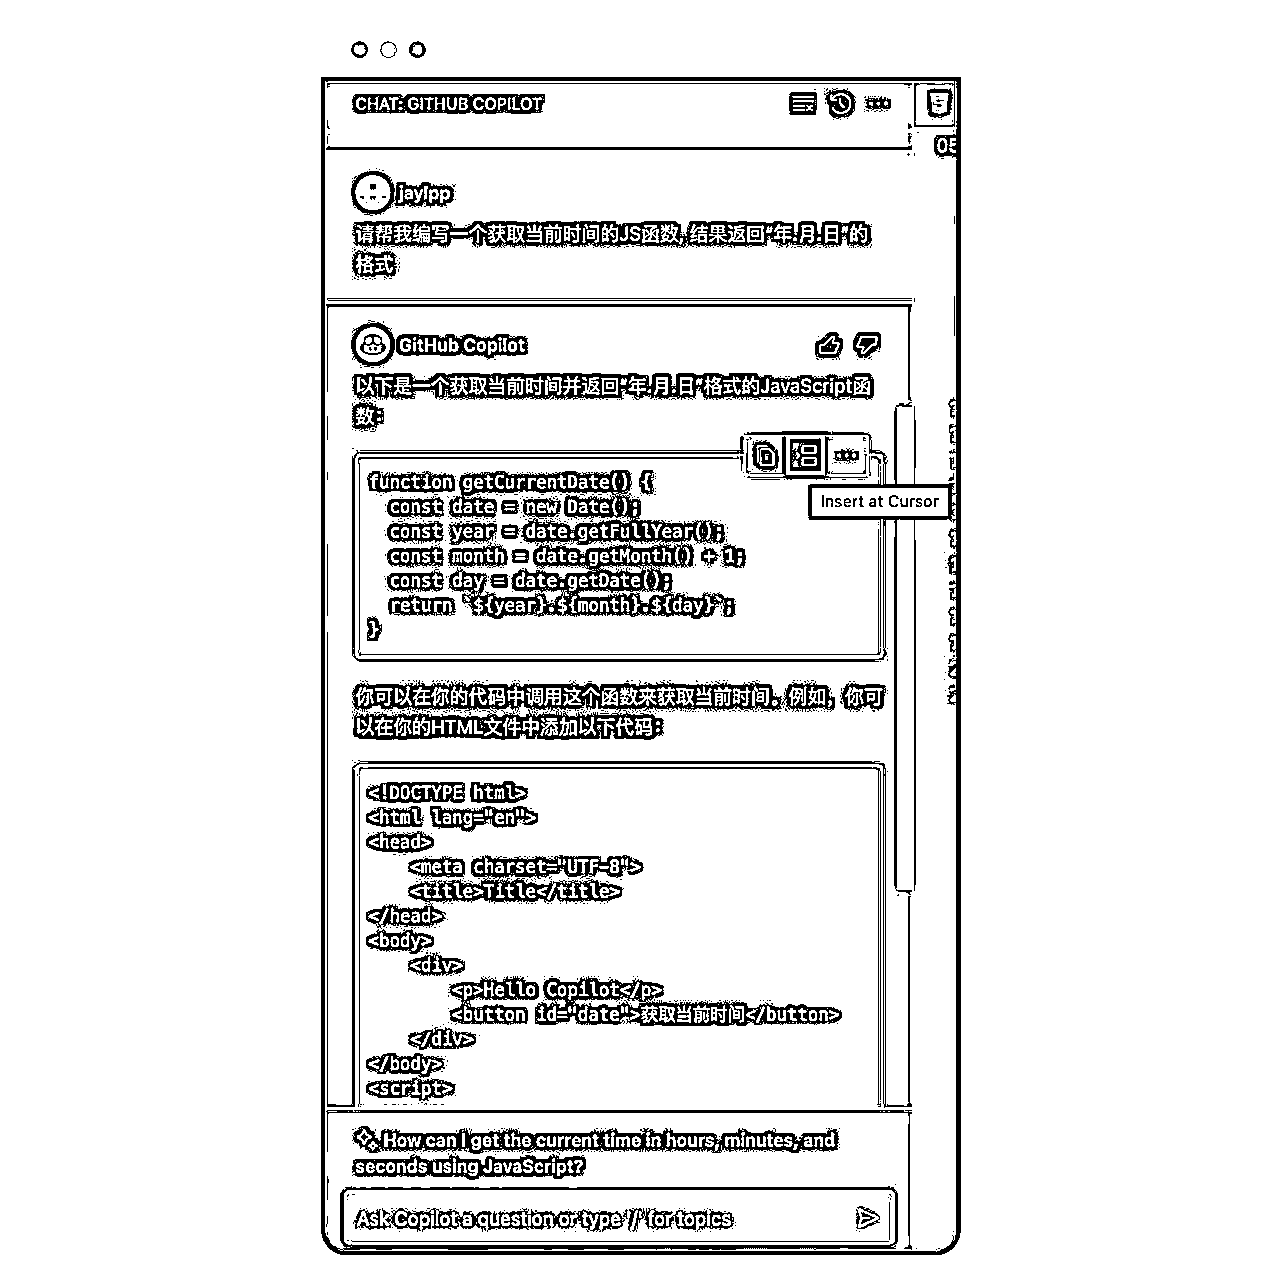 CHAT: GITHUB COPILOT
05
jaylpp
请帮我编写一个获取当前时间的JS函数, 结果返回"年.月.日"的
格式
GitHub Copilot
以下是一个获取当前时间并返回"年.月.日"格式的JavaScript函
数:
function getCurrentDate() {
  const date = new Date();
  const year = date.getFullYear();
  const month = date.getMonth() + 1;
  const day = date.getDate();
  return `${year}.${month}.${day}`;
}
Insert at Cursor
你可以在你的代码中调用这个函数来获取当前时间。例如，你可
以在你的HTML文件中添加以下代码：
<!DOCTYPE html>
<html lang="en">
<head>
    <meta charset="UTF-8">
    <title>Title</title>
</head>
<body>
    <div>
        <p>Hello Copilot</p>
        <button id="date">获取当前时间</button>
    </div>
</body>
<script>
How can I get the current time in hours, minutes, and
seconds using JavaScript?
Ask Copilot a question or type '/' for topics